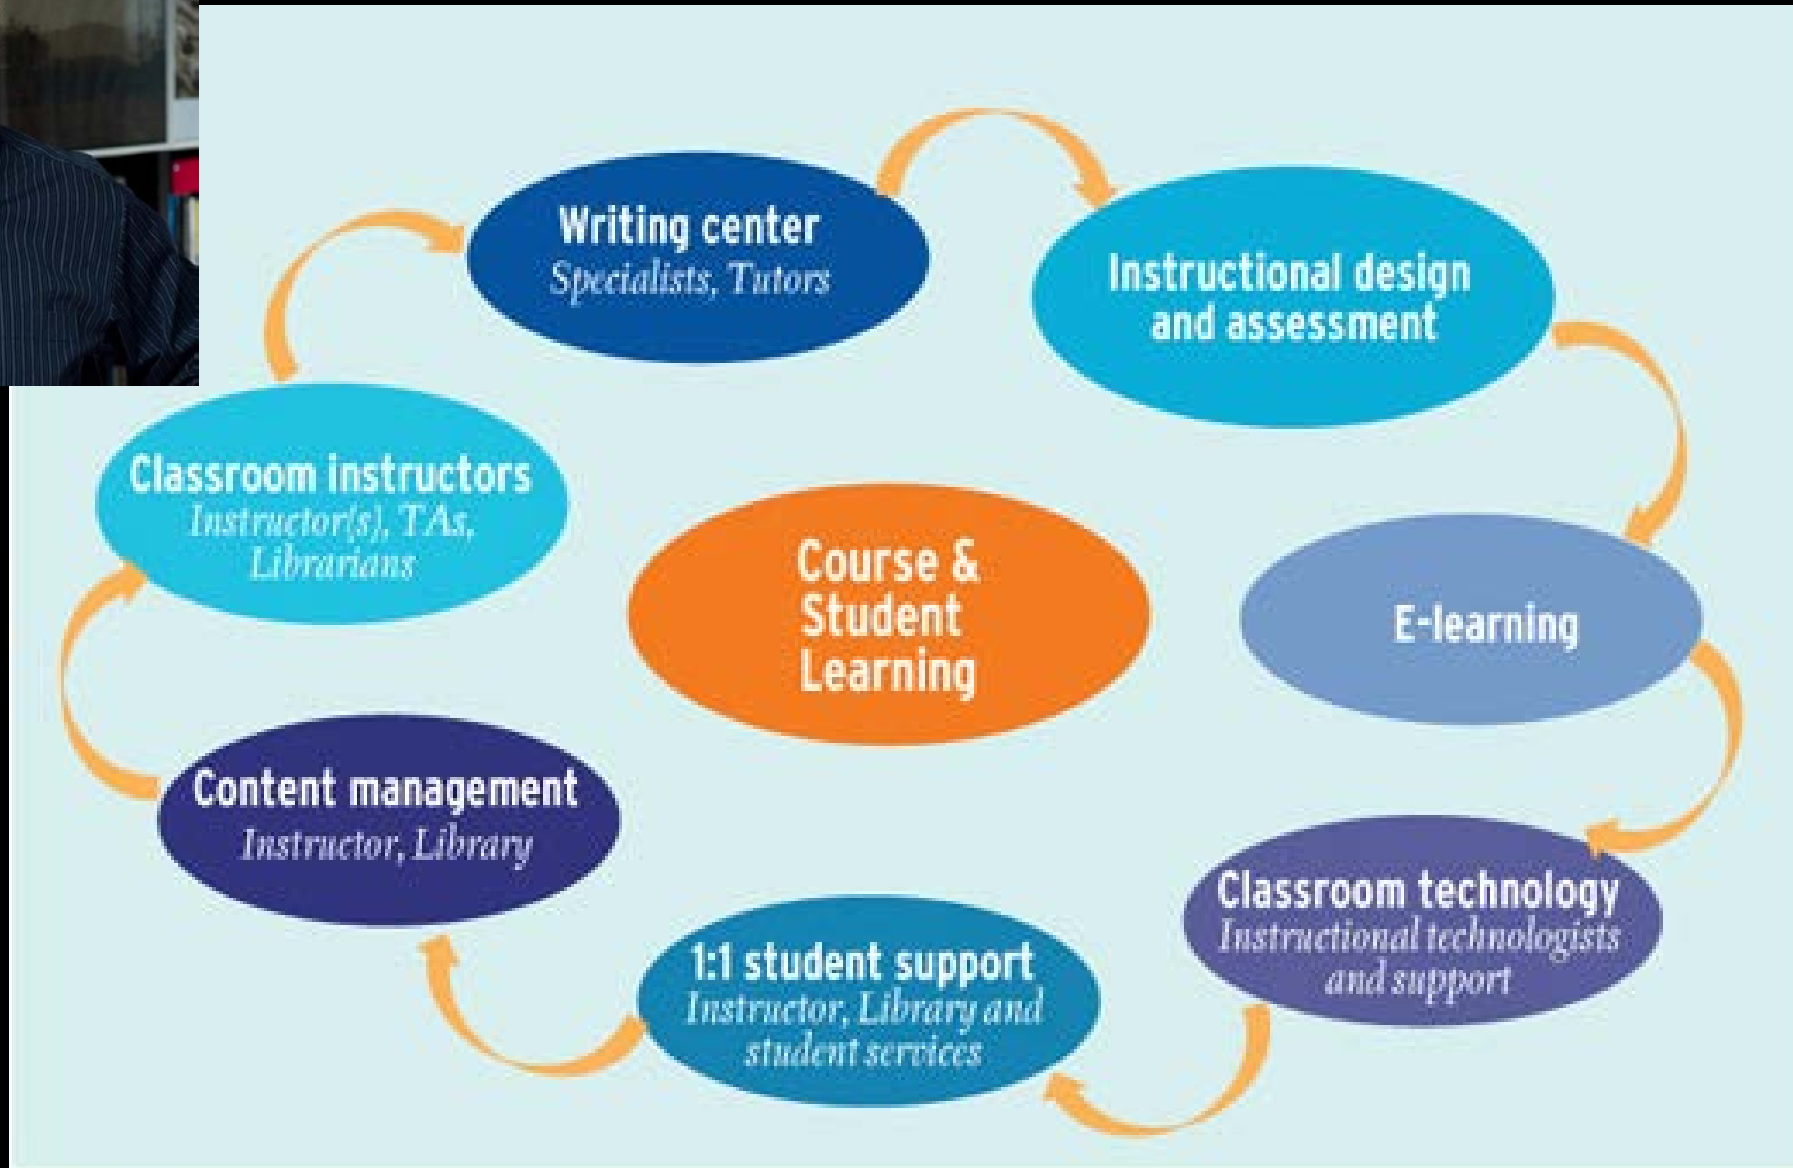 Writing center
Specialists, Tutors
Instructional design
and assessment
Classroom instructors
Instructor(s), TAs,
Librarians
Course &
Student
Learning
E-learning
Content management
Instructor, Library
Classroom technology
Instructional technologists
and support
1:1 student support
Instructor, Library and
student services